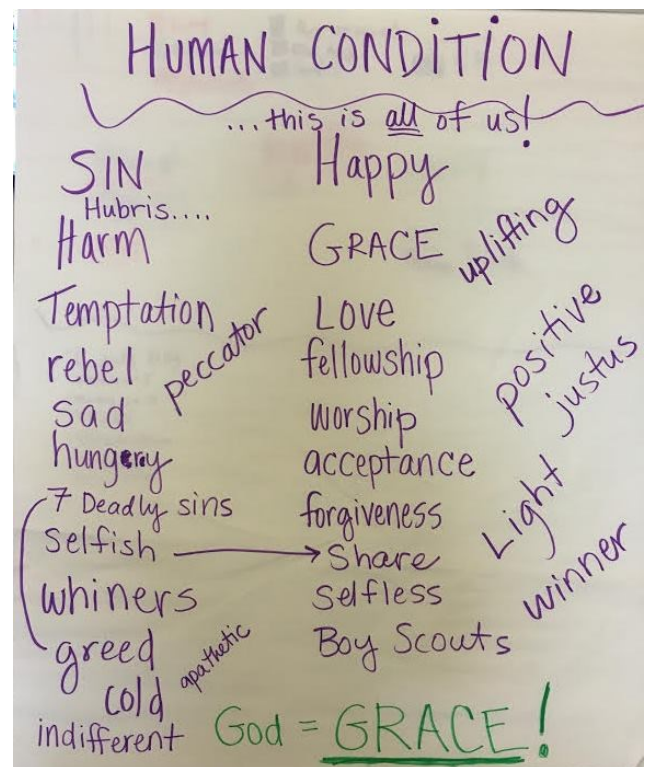 HUMAN CONDITION
...this is all of us!
SIN
Hubris....
Harm
Temptation
peccator
rebel
sad
hungry
7 Deadly sins
Selfish
whiners
greed
apathetic
cold
indifferent
Happy
GRACE
uplifting
Love
positive
fellowship
justus
worship
acceptance
forgiveness
Light
Share
Selfless
winner
Boy Scouts
God = GRACE!